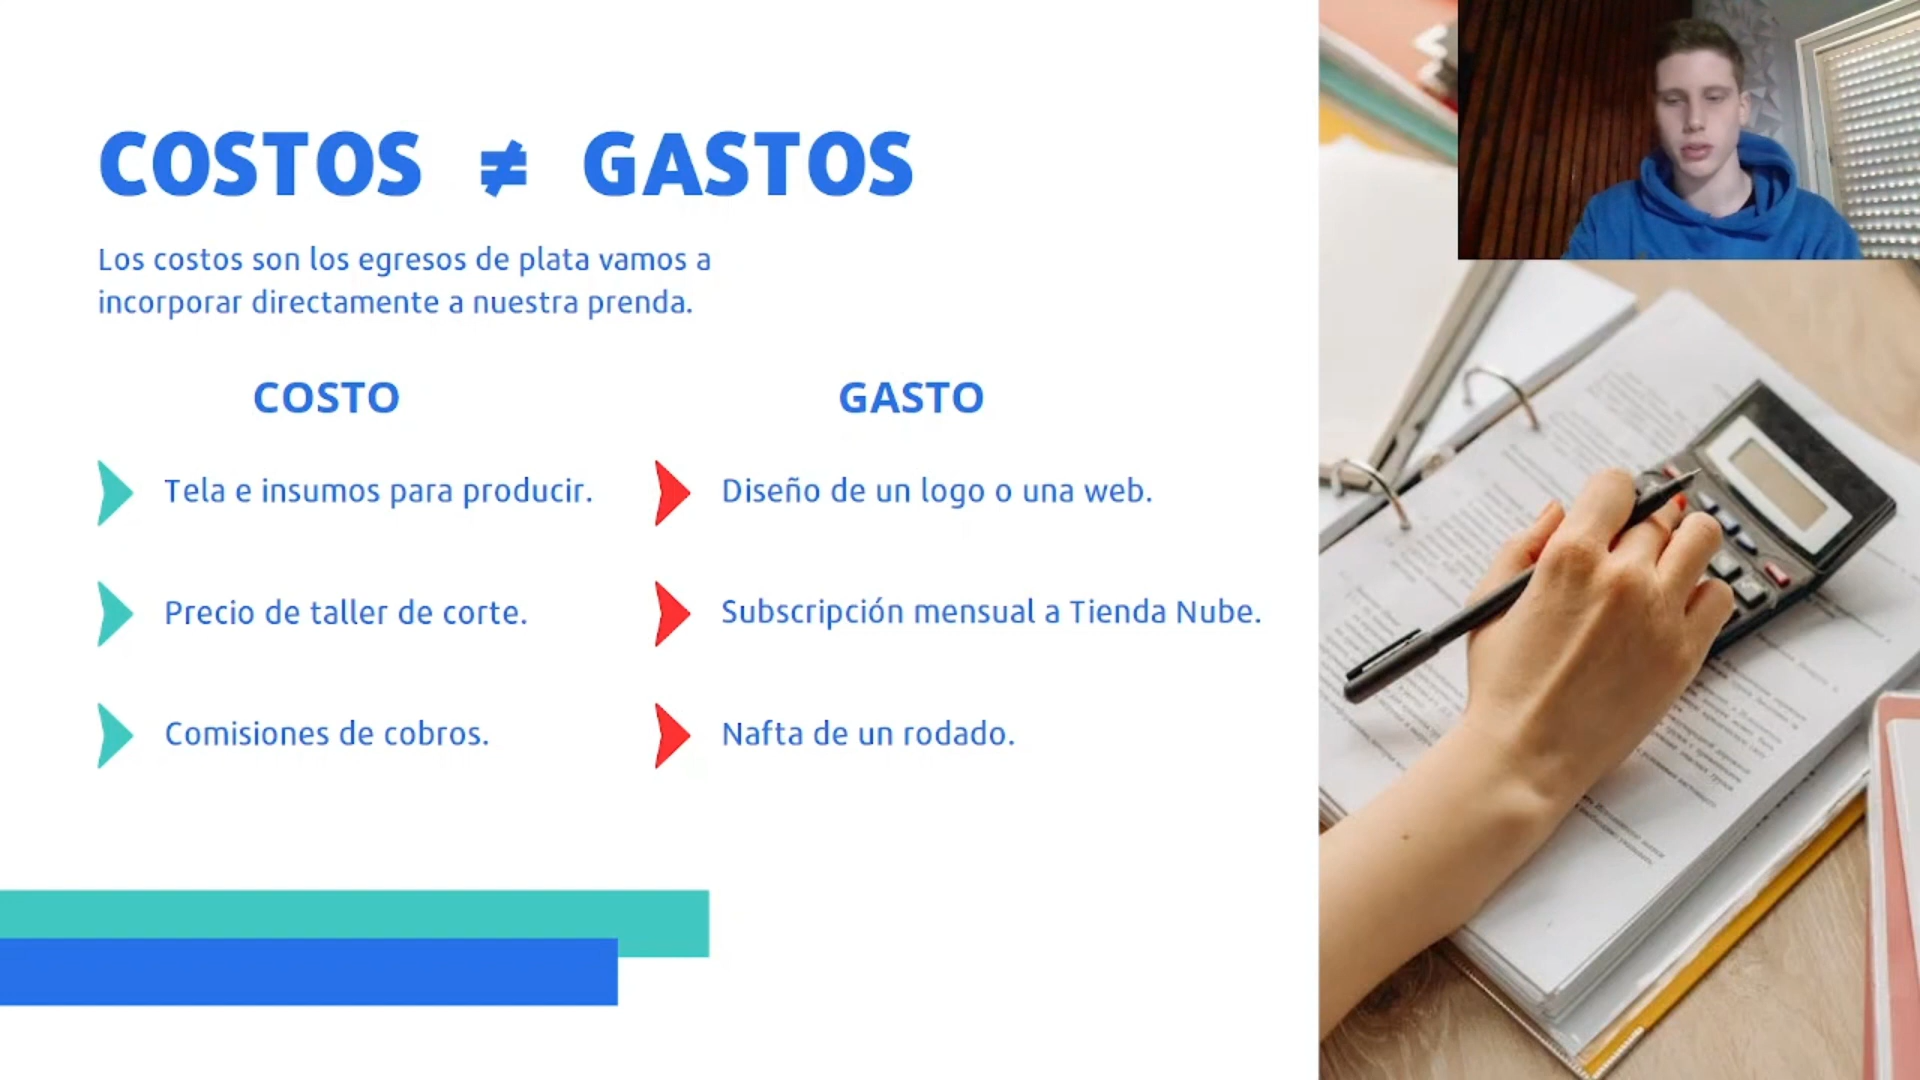 COSTOS ≠ GASTOS
Los costos son los egresos de plata vamos a
incorporar directamente a nuestra prenda.
COSTO
GASTO
Tela e insumos para producir.
Diseño de un logo o una web.
Precio de taller de corte.
Subscripción mensual a Tienda Nube.
Comisiones de cobros.
Nafta de un rodado.